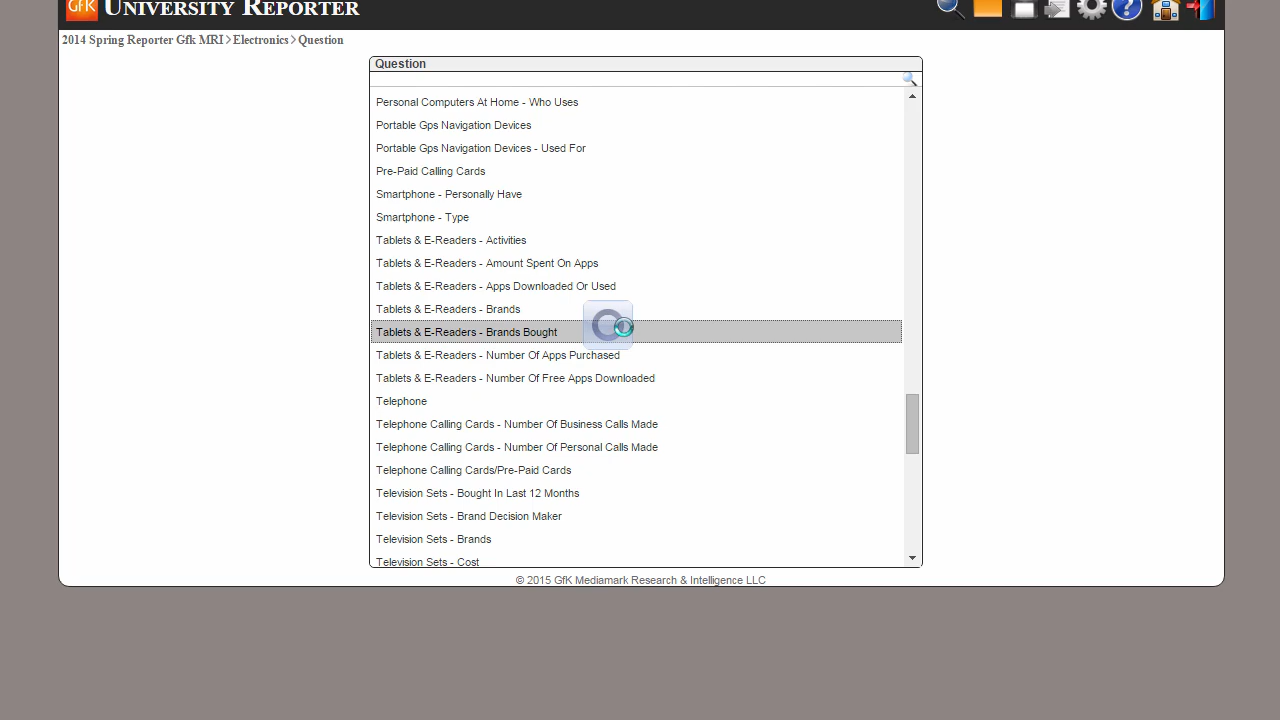 GfK UNIVERSITY REPORTER
2014 Spring Reporter Gfk MRI > Electronics > Question
Question
Personal Computers At Home - Who Uses
Portable Gps Navigation Devices
Portable Gps Navigation Devices - Used For
Pre-Paid Calling Cards
Smartphone - Personally Have
Smartphone - Type
Tablets & E-Readers - Activities
Tablets & E-Readers - Amount Spent On Apps
Tablets & E-Readers - Apps Downloaded Or Used
Tablets & E-Readers - Brands
Tablets & E-Readers - Brands Bought
Tablets & E-Readers - Number Of Apps Purchased
Tablets & E-Readers - Number Of Free Apps Downloaded
Telephone
Telephone Calling Cards - Number Of Business Calls Made
Telephone Calling Cards - Number Of Personal Calls Made
Telephone Calling Cards/Pre-Paid Cards
Television Sets - Bought In Last 12 Months
Television Sets - Brand Decision Maker
Television Sets - Brands
Television Sets - Cost
© 2015 GfK Mediamark Research & Intelligence LLC